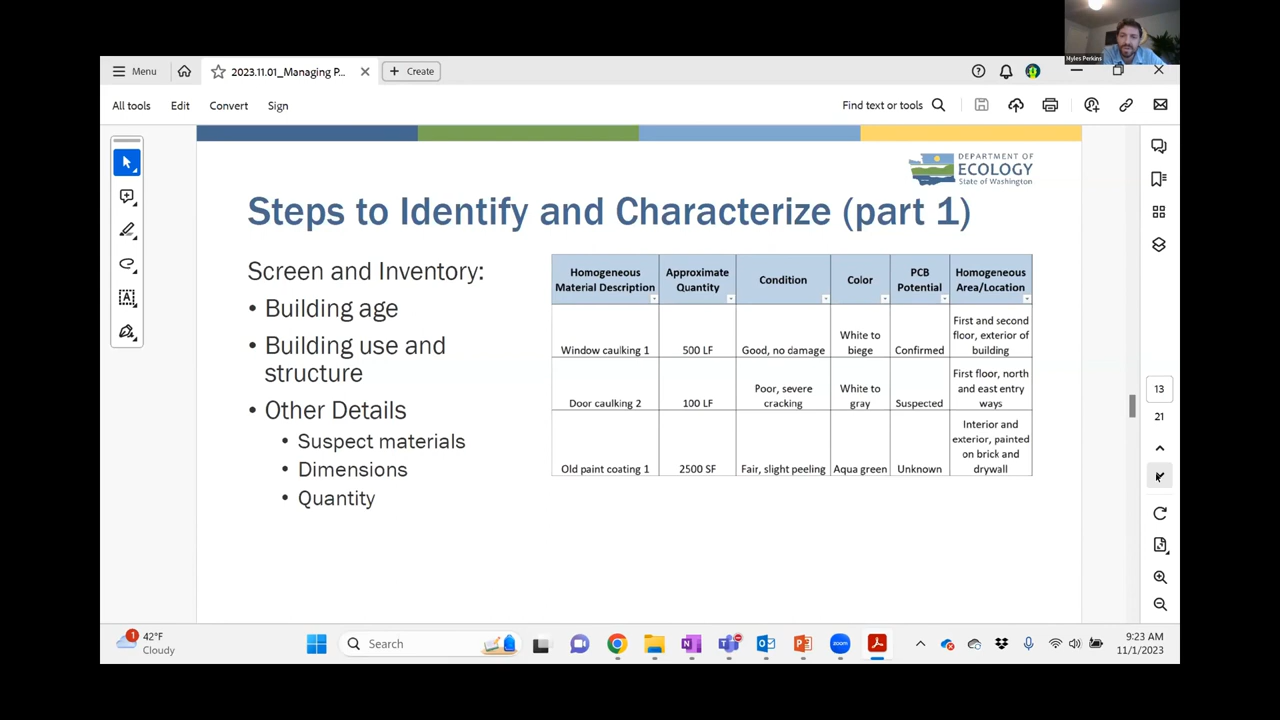 Myles Perkins
Menu
2023.11.01_Managing P...
Create
All tools
Edit
Convert
Sign
Find text or tools
DEPARTMENT OF
ECOLOGY
State of Washington
Steps to Identify and Characterize (part 1)
Screen and Inventory:
• Building age
• Building use and
structure
• Other Details
• Suspect materials
• Dimensions
• Quantity
Homogeneous
Material Description
Approximate
Quantity
Condition
Color
PCB
Potential
Homogeneous
Area/Location
Window caulking 1
500 LF
Good, no damage
White to
biege
Confirmed
First and second
floor, exterior of
building
Door caulking 2
100 LF
Poor, severe
cracking
White to
gray
Suspected
First floor, north
and east entry
ways
Old paint coating 1
2500 SF
Fair, slight peeling
Aqua green
Unknown
Interior and
exterior, painted
on brick and
drywall
13
21
1
42°F
Cloudy
Search
zoom
9:23 AM
11/1/2023